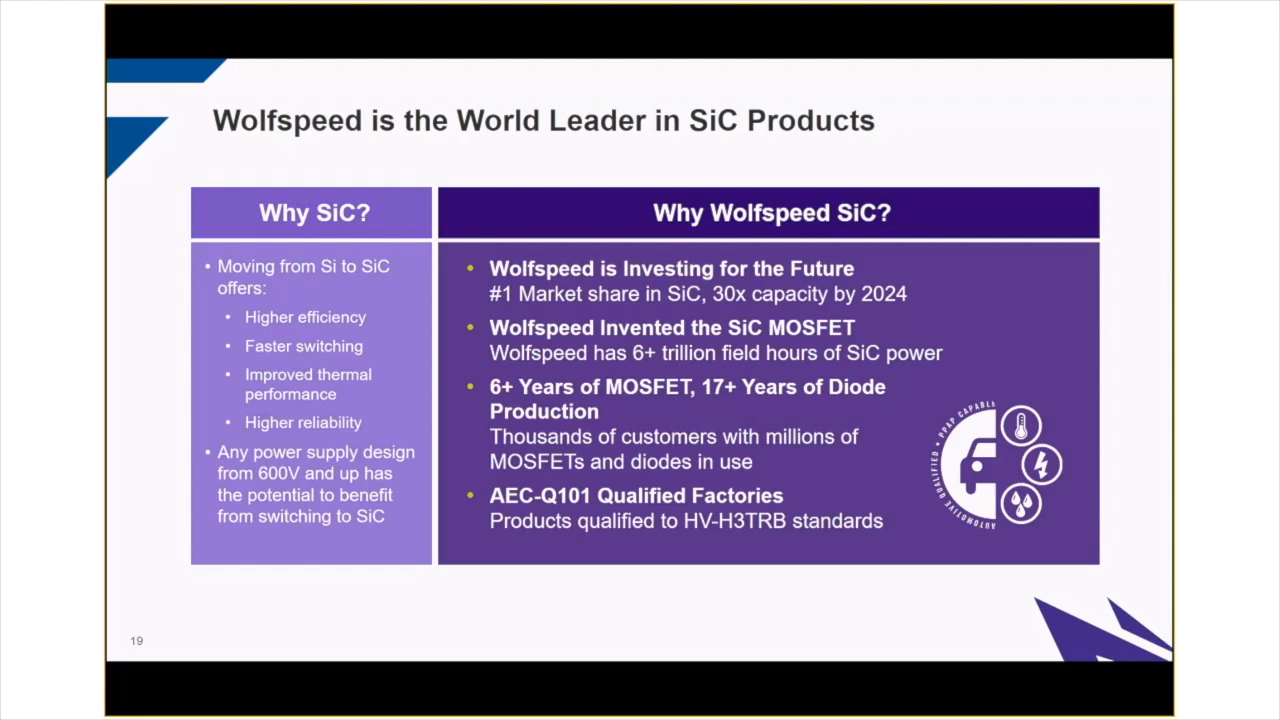 Wolfspeed is the World Leader in SiC Products
Why SiC?
• Moving from Si to SiC
offers:
• Higher efficiency
• Faster switching
• Improved thermal
performance
• Higher reliability
• Any power supply design
from 600V and up has
the potential to benefit
from switching to SiC
Why Wolfspeed SiC?
• Wolfspeed is Investing for the Future
#1 Market share in SiC, 30x capacity by 2024
• Wolfspeed Invented the SiC MOSFET
Wolfspeed has 6+ trillion field hours of SiC power
• 6+ Years of MOSFET, 17+ Years of Diode
Production
Thousands of customers with millions of
MOSFETs and diodes in use
• AEC-Q101 Qualified Factories
Products qualified to HV-H3TRB standards
AUTOMOTIVE QUALIFIED • PPAP CAPABLE
19